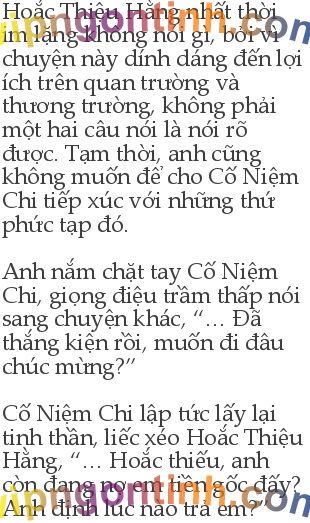 Hoắc Thiệu Hằng nhất thời
im lặng không nói gì, bởi vì
chuyện này dính dáng đến lợi
ích trên quan trường và
thương trường, không phải
một hai câu nói là nói rõ
được. Tạm thời, anh cũng
không muốn để cho Cố Niệm
Chi tiếp xúc với những thứ
phức tạp đó.
Anh nắm chặt tay Cố Niệm
Chi, giọng điệu trầm thấp nói
sang chuyện khác, “… Đã
thắng kiện rồi, muốn đi đâu
chúc mừng?”
Cố Niệm Chi lập tức lấy lại
tinh thần, liếc xéo Hoắc Thiệu
Hằng, “… Hoắc thiếu, anh
còn đang nợ em tiền gốc đấy?
Anh định lúc nào trả em?”